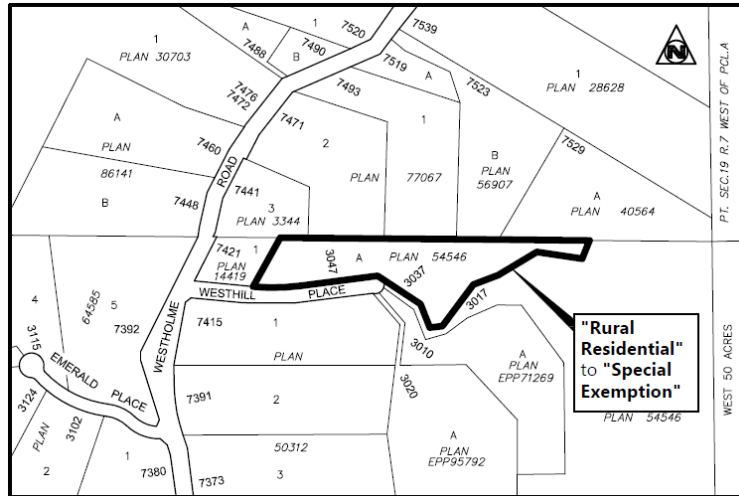 1
PLAN 30703
A
7488
B
7490
1
7520
7539
7519
A
7523
1
PLAN 28628
N
PT. SEC.19 R.7 WEST OF PCL.A
7476
7472
7493
7471
2
PLAN
1
77067
B
PLAN
56907
7529
A
PLAN 40564
A
PLAN
86141
B
7460
7448
ROAD
7441
3
PLAN 3344
7421
1
PLAN
14419
3047
A
PLAN 54546
3037
3017
WESTHILL PLACE
4
64585
5
7392
3115
WESTHOLME
7415
1
PLAN
3010
3020
A
PLAN
EPP71269
"Rural
Residential"
to "Special
Exemption"
PLAN 54546
WEST 50 ACRES
EMERALD PLACE
3124
3102
PLAN
2
1
7380
7391
2
50312
7373
3
A
PLAN
EPP95792